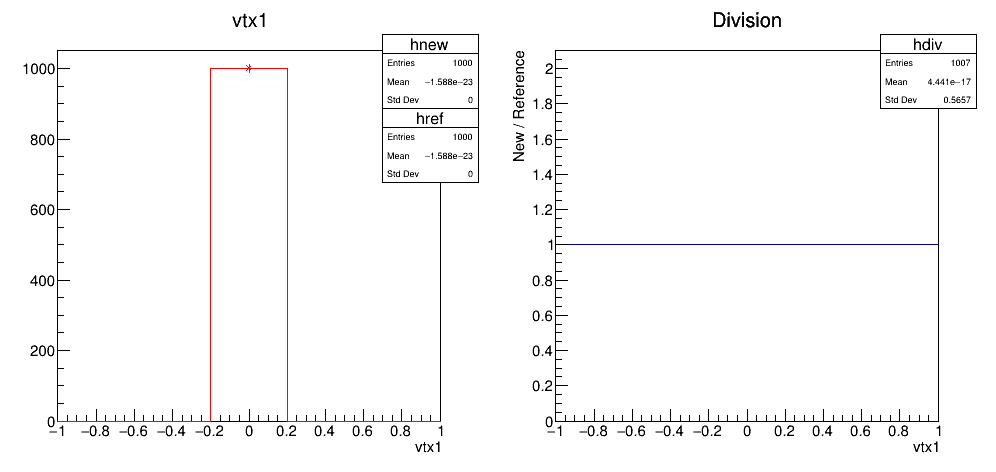 vtx1
hnew
Entries 1000
Mean −1.588e−23
Std Dev 0
href
Entries 1000
Mean −1.588e−23
Std Dev 0
1000
800
600
400
200
0
−1 −0.8 −0.6 −0.4 −0.2 0 0.2 0.4 0.6 0.8 1
vtx1
Division
hdiv
Entries 1007
Mean 4.441e−17
Std Dev 0.5657
New / Reference
2
1.8
1.6
1.4
1.2
1
0.8
0.6
0.4
0.2
0
−1 −0.8 −0.6 −0.4 −0.2 0 0.2 0.4 0.6 0.8 1
vtx1